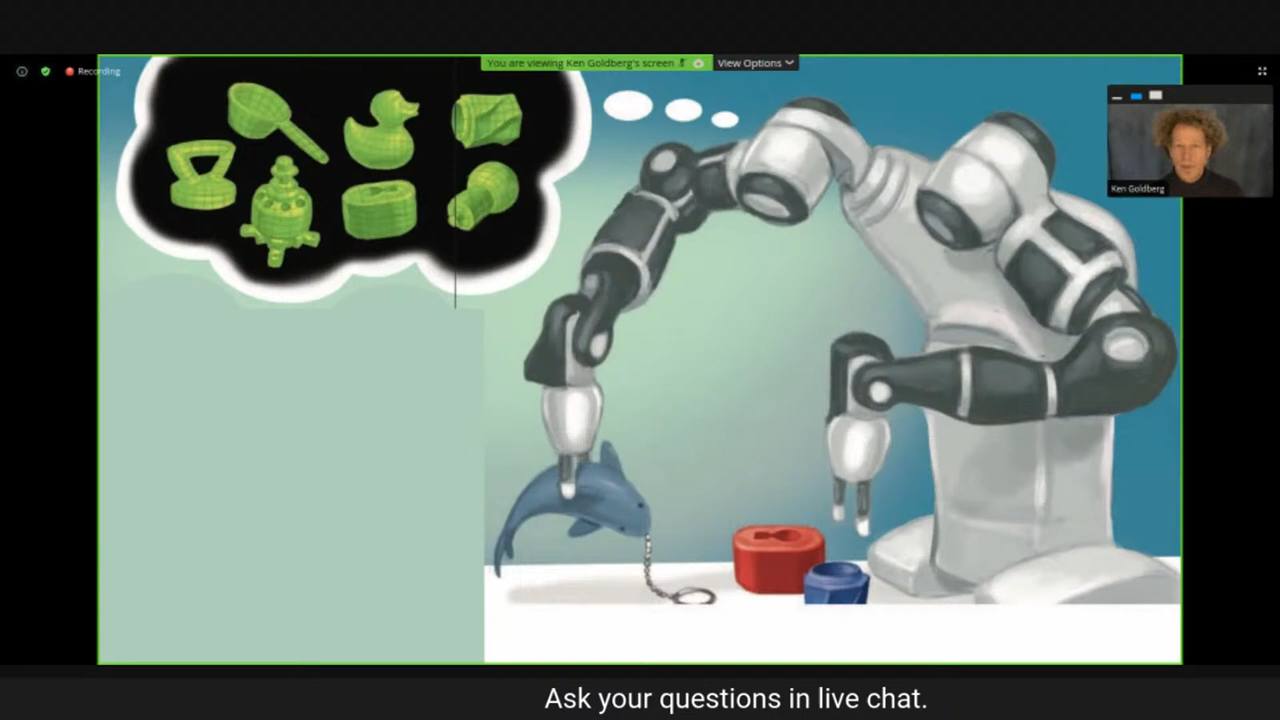 Recording
You are viewing Ken Goldberg's screen
View Options
Ken Goldberg
Ask your questions in live chat.